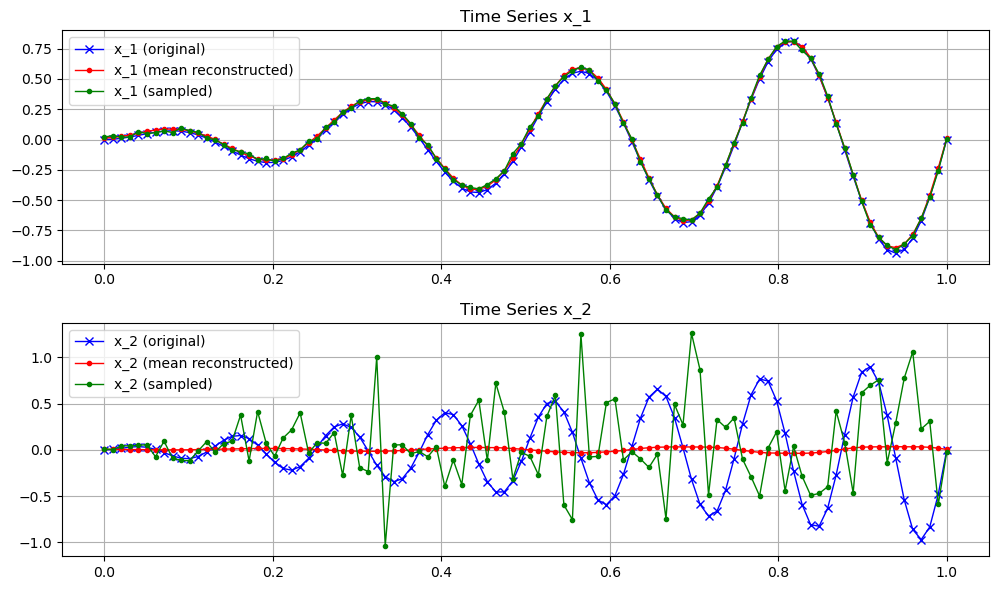 Time Series x_1
x_1 (original)
x_1 (mean reconstructed)
x_1 (sampled)
0.75
0.50
0.25
0.00
−0.25
−0.50
−0.75
−1.00
0.0 0.2 0.4 0.6 0.8 1.0
Time Series x_2
x_2 (original)
x_2 (mean reconstructed)
x_2 (sampled)
1.0
0.5
0.0
−0.5
−1.0
0.0 0.2 0.4 0.6 0.8 1.0